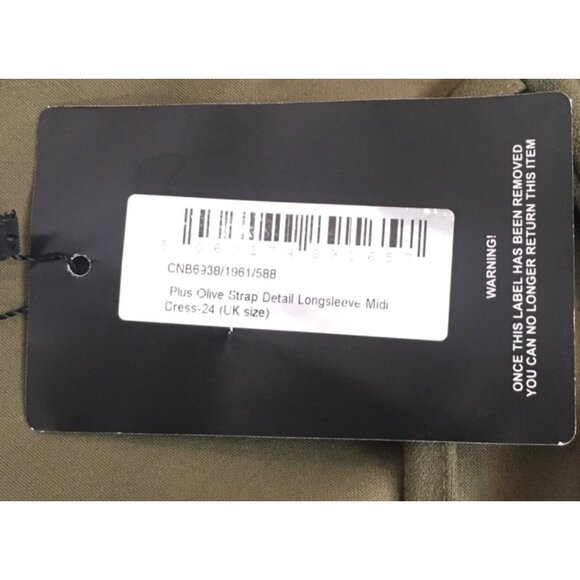 CNB6938/1961/588
Plus Olive Strap Detail Longsleeve Midi
Dress-24 (UK size)
WARNING!
ONCE THIS LABEL HAS BEEN REMOVED
YOU CAN NO LONGER RETURN THIS ITEM